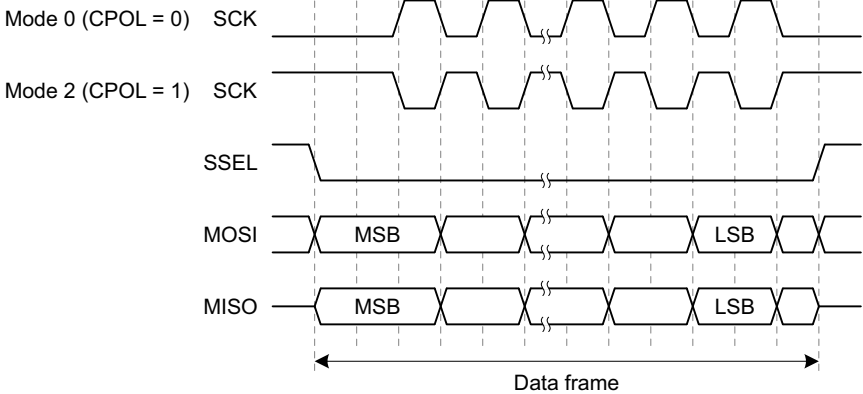 Mode 0 (CPOL = 0) SCK
Mode 2 (CPOL = 1) SCK
SSEL
MOSI MSB LSB
MISO MSB LSB
Data frame